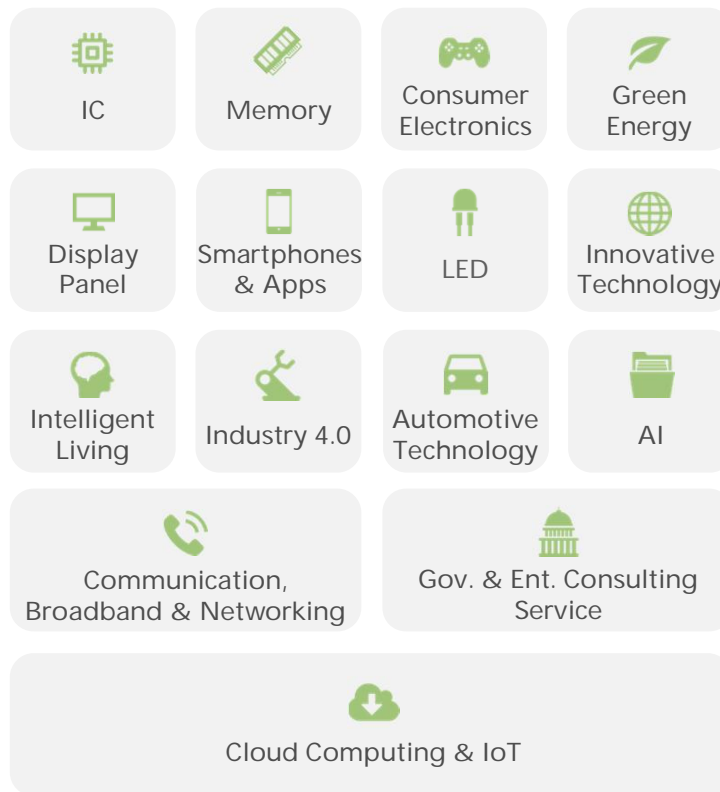 IC
Memory
Consumer
Electronics
Green
Energy
Display
Panel
Smartphones
& Apps
LED
Innovative
Technology
Intelligent
Living
Industry 4.0
Automotive
Technology
AI
Communication,
Broadband & Networking
Gov. & Ent. Consulting
Service
Cloud Computing & IoT